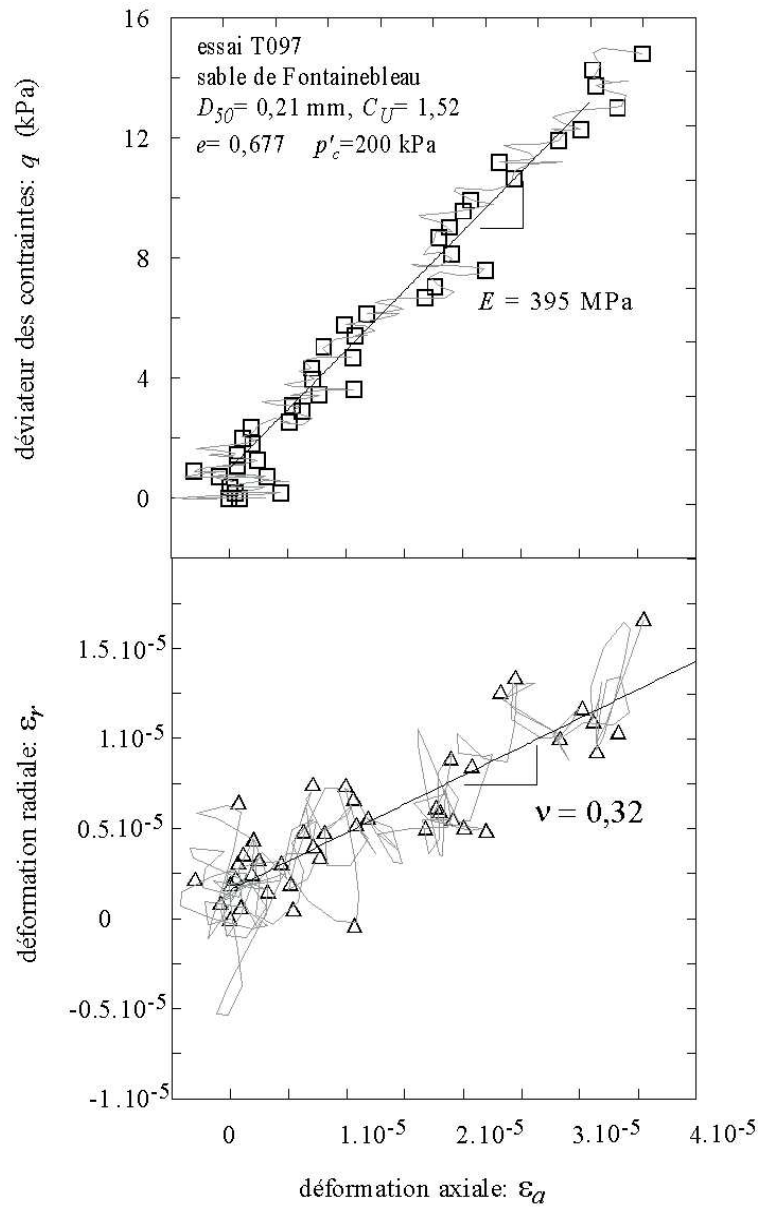 16
12
8
4
0
déviateur des contraintes: q (kPa)
essai T097
sable de Fontainebleau
D50= 0,21 mm, CU= 1,52
e= 0,677 p'c=200 kPa
E = 395 MPa
1.5.10-5
1.10-5
0.5.10-5
0
-0.5.10-5
-1.10-5
déformation radiale: εr
ν = 0,32
0 1.10-5 2.10-5 3.10-5 4.10-5
déformation axiale: εa